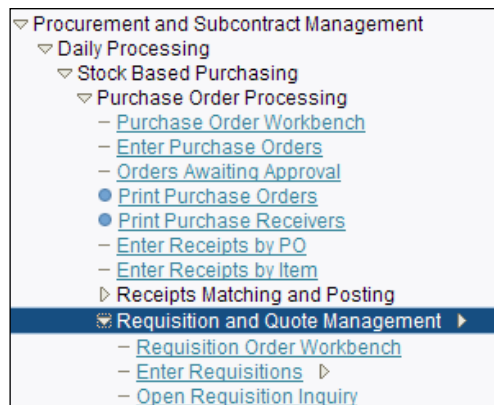 Procurement and Subcontract Management
Daily Processing
Stock Based Purchasing
Purchase Order Processing
Purchase Order Workbench
Enter Purchase Orders
Orders Awaiting Approval
Print Purchase Orders
Print Purchase Receivers
Enter Receipts by PO
Enter Receipts by Item
Receipts Matching and Posting
Requisition and Quote Management
Requisition Order Workbench
Enter Requisitions
Open Requisition Inquiry